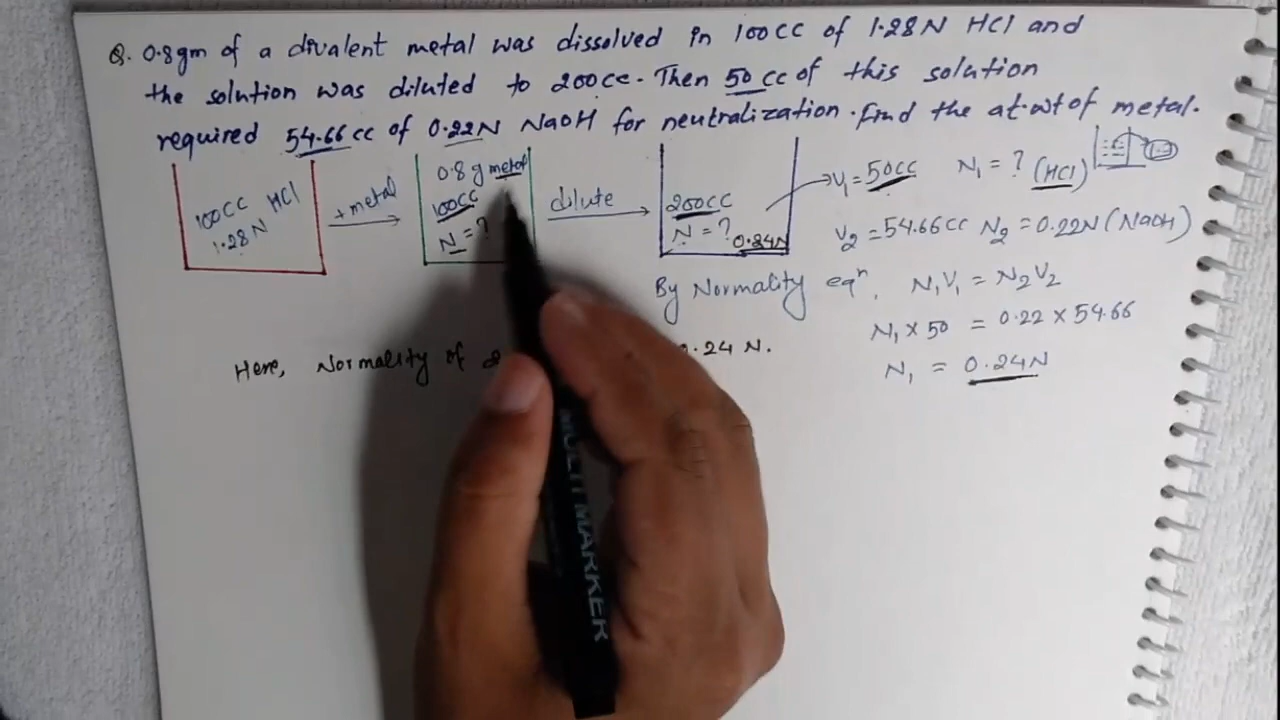 Q. 0.8gm of a divalent metal was dissolved in 100CC of 1.28N HCl and
the solution was diluted to 200cc. Then 50cc of this solution
required 54.66cc of 0.22N NaOH for neutralization. find the at.wt of metal.
100CC HCl
1.28N
+metal
0.8g metal
100CC
N=?
dilute
200CC
N=? 0.24N
V₁=50CC N₁=? (HCl)
V₂=54.66CC N₂=0.22N (NaOH)
By Normality eqⁿ, N₁V₁ = N₂V₂
N₁×50 = 0.22×54.66
N₁ = 0.24N
Here, Normality of 0.24 N.
MULTI MARKER